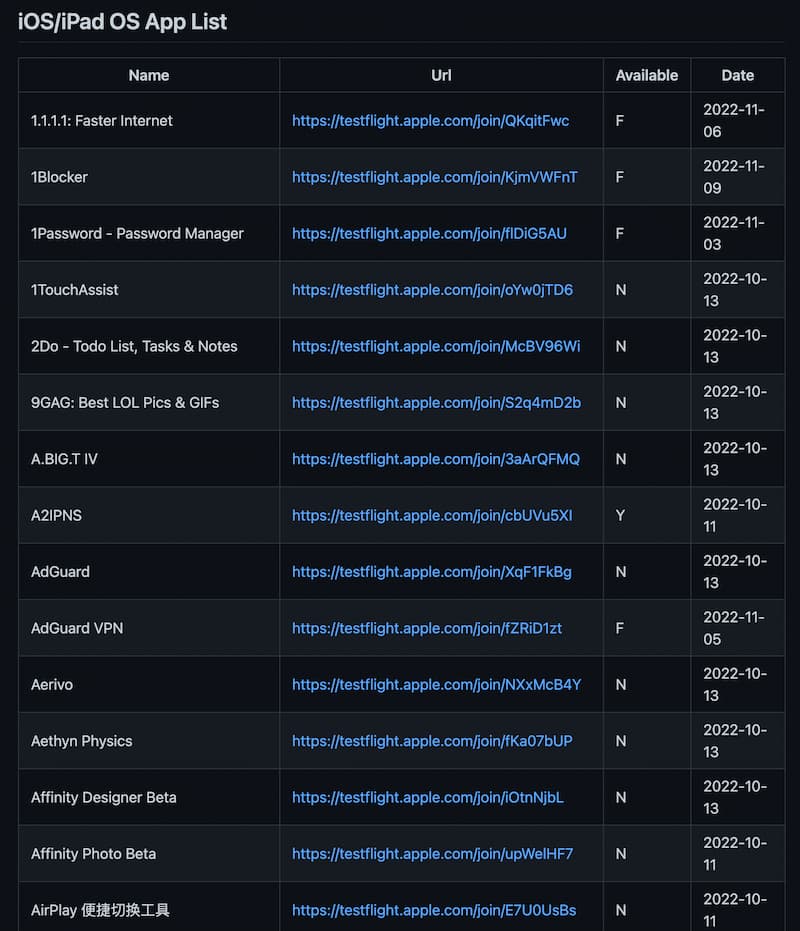 iOS/iPad OS App List
Name Url Available Date
1.1.1.1: Faster Internet https://testflight.apple.com/join/QKqitFwc F 2022-11-
06
1Blocker https://testflight.apple.com/join/KjmVWFnT F 2022-11-
09
1Password - Password Manager https://testflight.apple.com/join/flDiG5AU F 2022-11-
03
1TouchAssist https://testflight.apple.com/join/oYw0jTD6 N 2022-10-
13
2Do - Todo List, Tasks & Notes https://testflight.apple.com/join/McBV96Wi N 2022-10-
13
9GAG: Best LOL Pics & GIFs https://testflight.apple.com/join/S2q4mD2b N 2022-10-
13
A.BIG.T IV https://testflight.apple.com/join/3aArQFMQ N 2022-10-
13
A2IPNS https://testflight.apple.com/join/cbUVu5XI Y 2022-10-
11
AdGuard https://testflight.apple.com/join/XqF1FkBg N 2022-10-
13
AdGuard VPN https://testflight.apple.com/join/fZRiD1zt F 2022-11-
05
Aerivo https://testflight.apple.com/join/NXxMcB4Y N 2022-10-
13
Aethyn Physics https://testflight.apple.com/join/fKa07bUP N 2022-10-
13
Affinity Designer Beta https://testflight.apple.com/join/iOtnNjbL N 2022-10-
13
Affinity Photo Beta https://testflight.apple.com/join/upWelHF7 N 2022-10-
11
AirPlay 便捷切换工具 https://testflight.apple.com/join/E7U0UsBs N 2022-10-
11